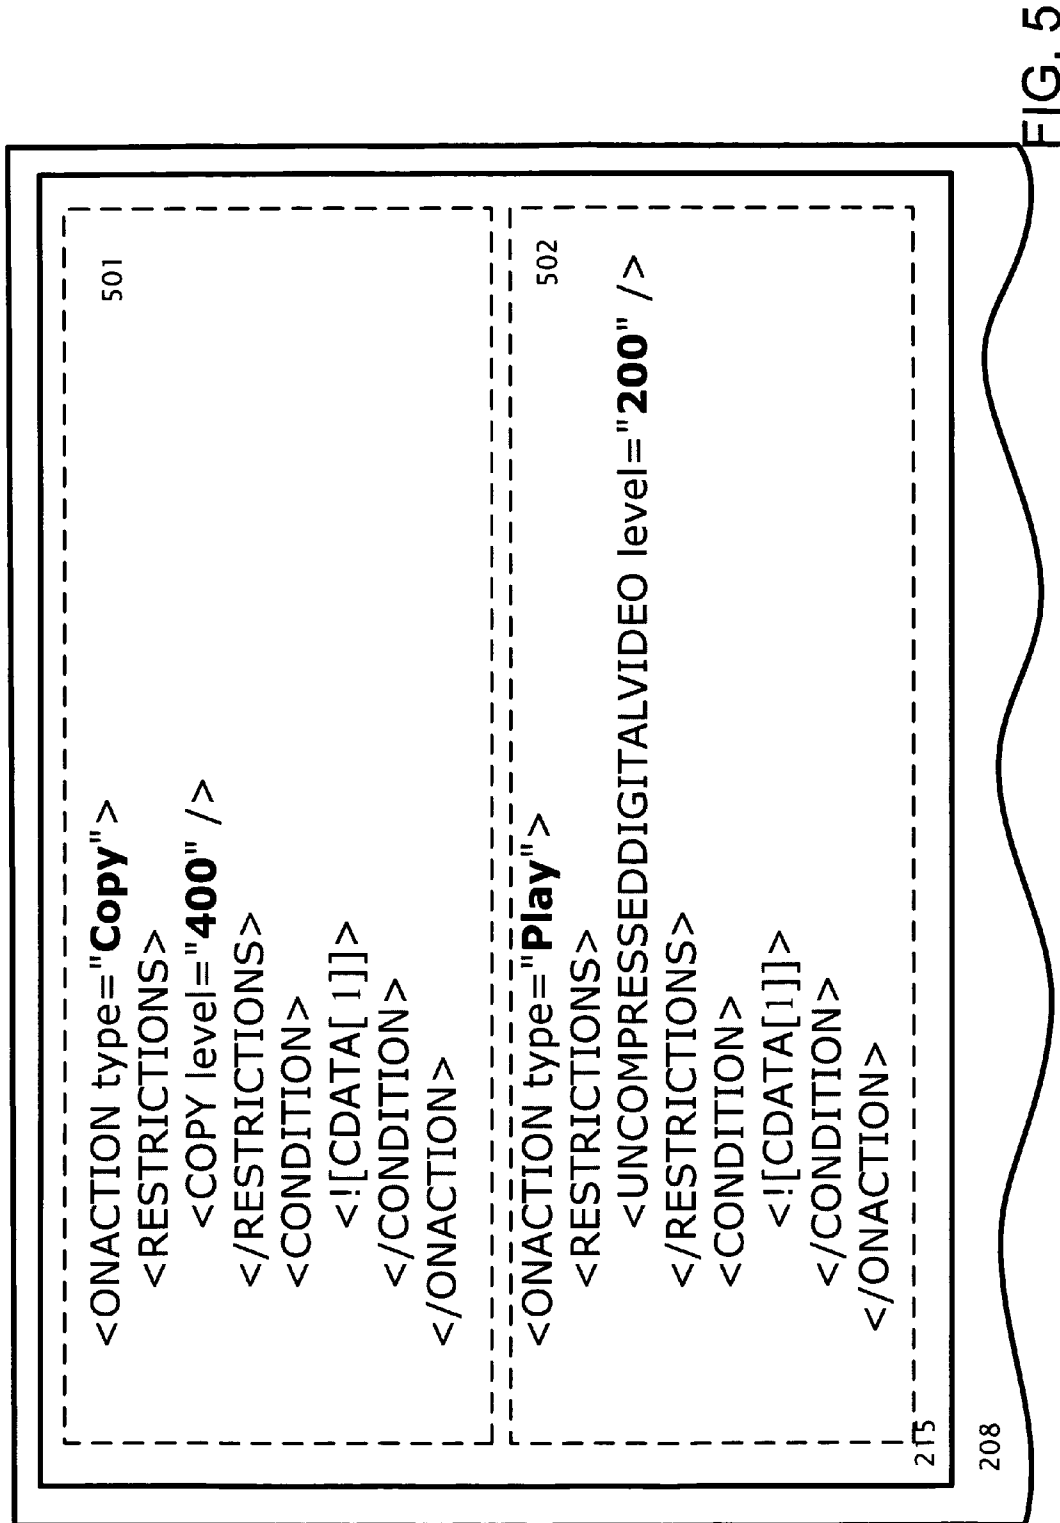 <ONACTION type="Copy">
501
<RESTRICTIONS>
<COPY level="400" />
</RESTRICTIONS>
<CONDITION>
<![CDATA[1]]>
</CONDITION>
</ONACTION>
<ONACTION type="Play">
502
<RESTRICTIONS>
<UNCOMPRESSEDDIGITALVIDEO level="200" />
</RESTRICTIONS>
<CONDITION>
<![CDATA[1]]>
</CONDITION>
</ONACTION>
215
208
FIG. 5